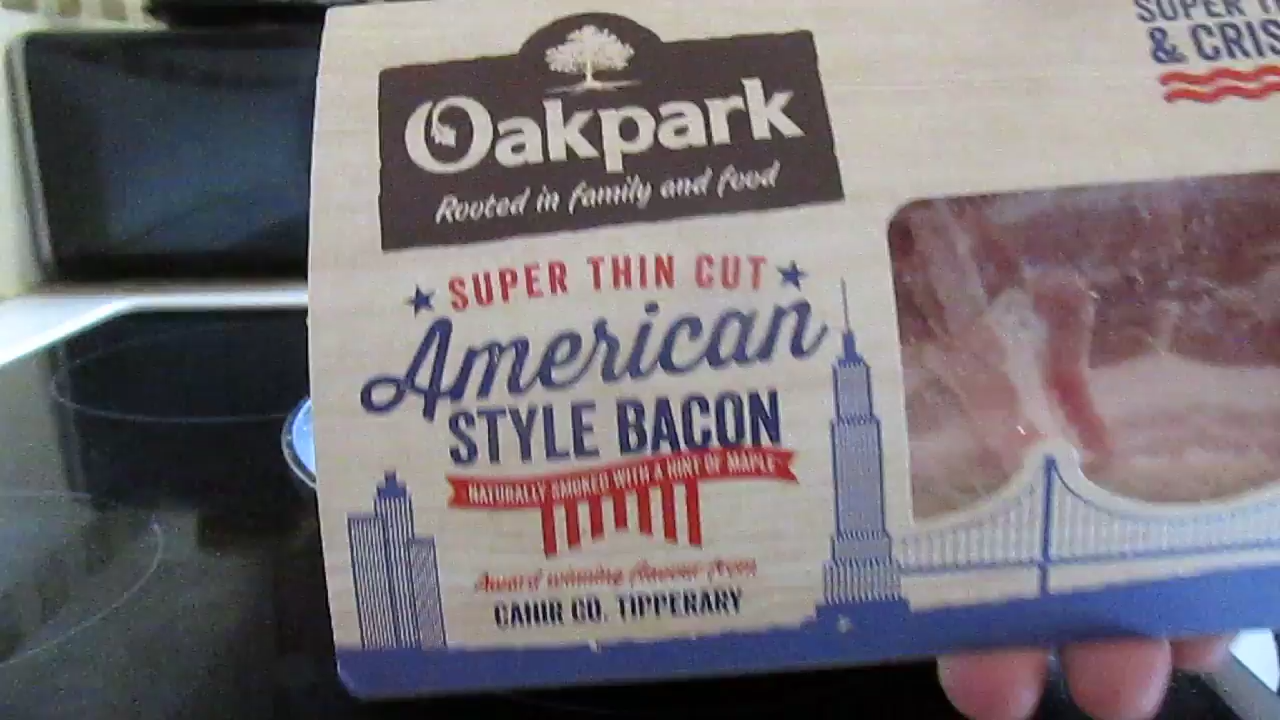 Oakpark
Rooted in family and food
SUPER THIN CUT
American
STYLE BACON
NATURALLY SMOKED WITH A HINT OF MAPLE
Award winning flavour from
CAHIR CO. TIPPERARY
SUPER
& CRIS